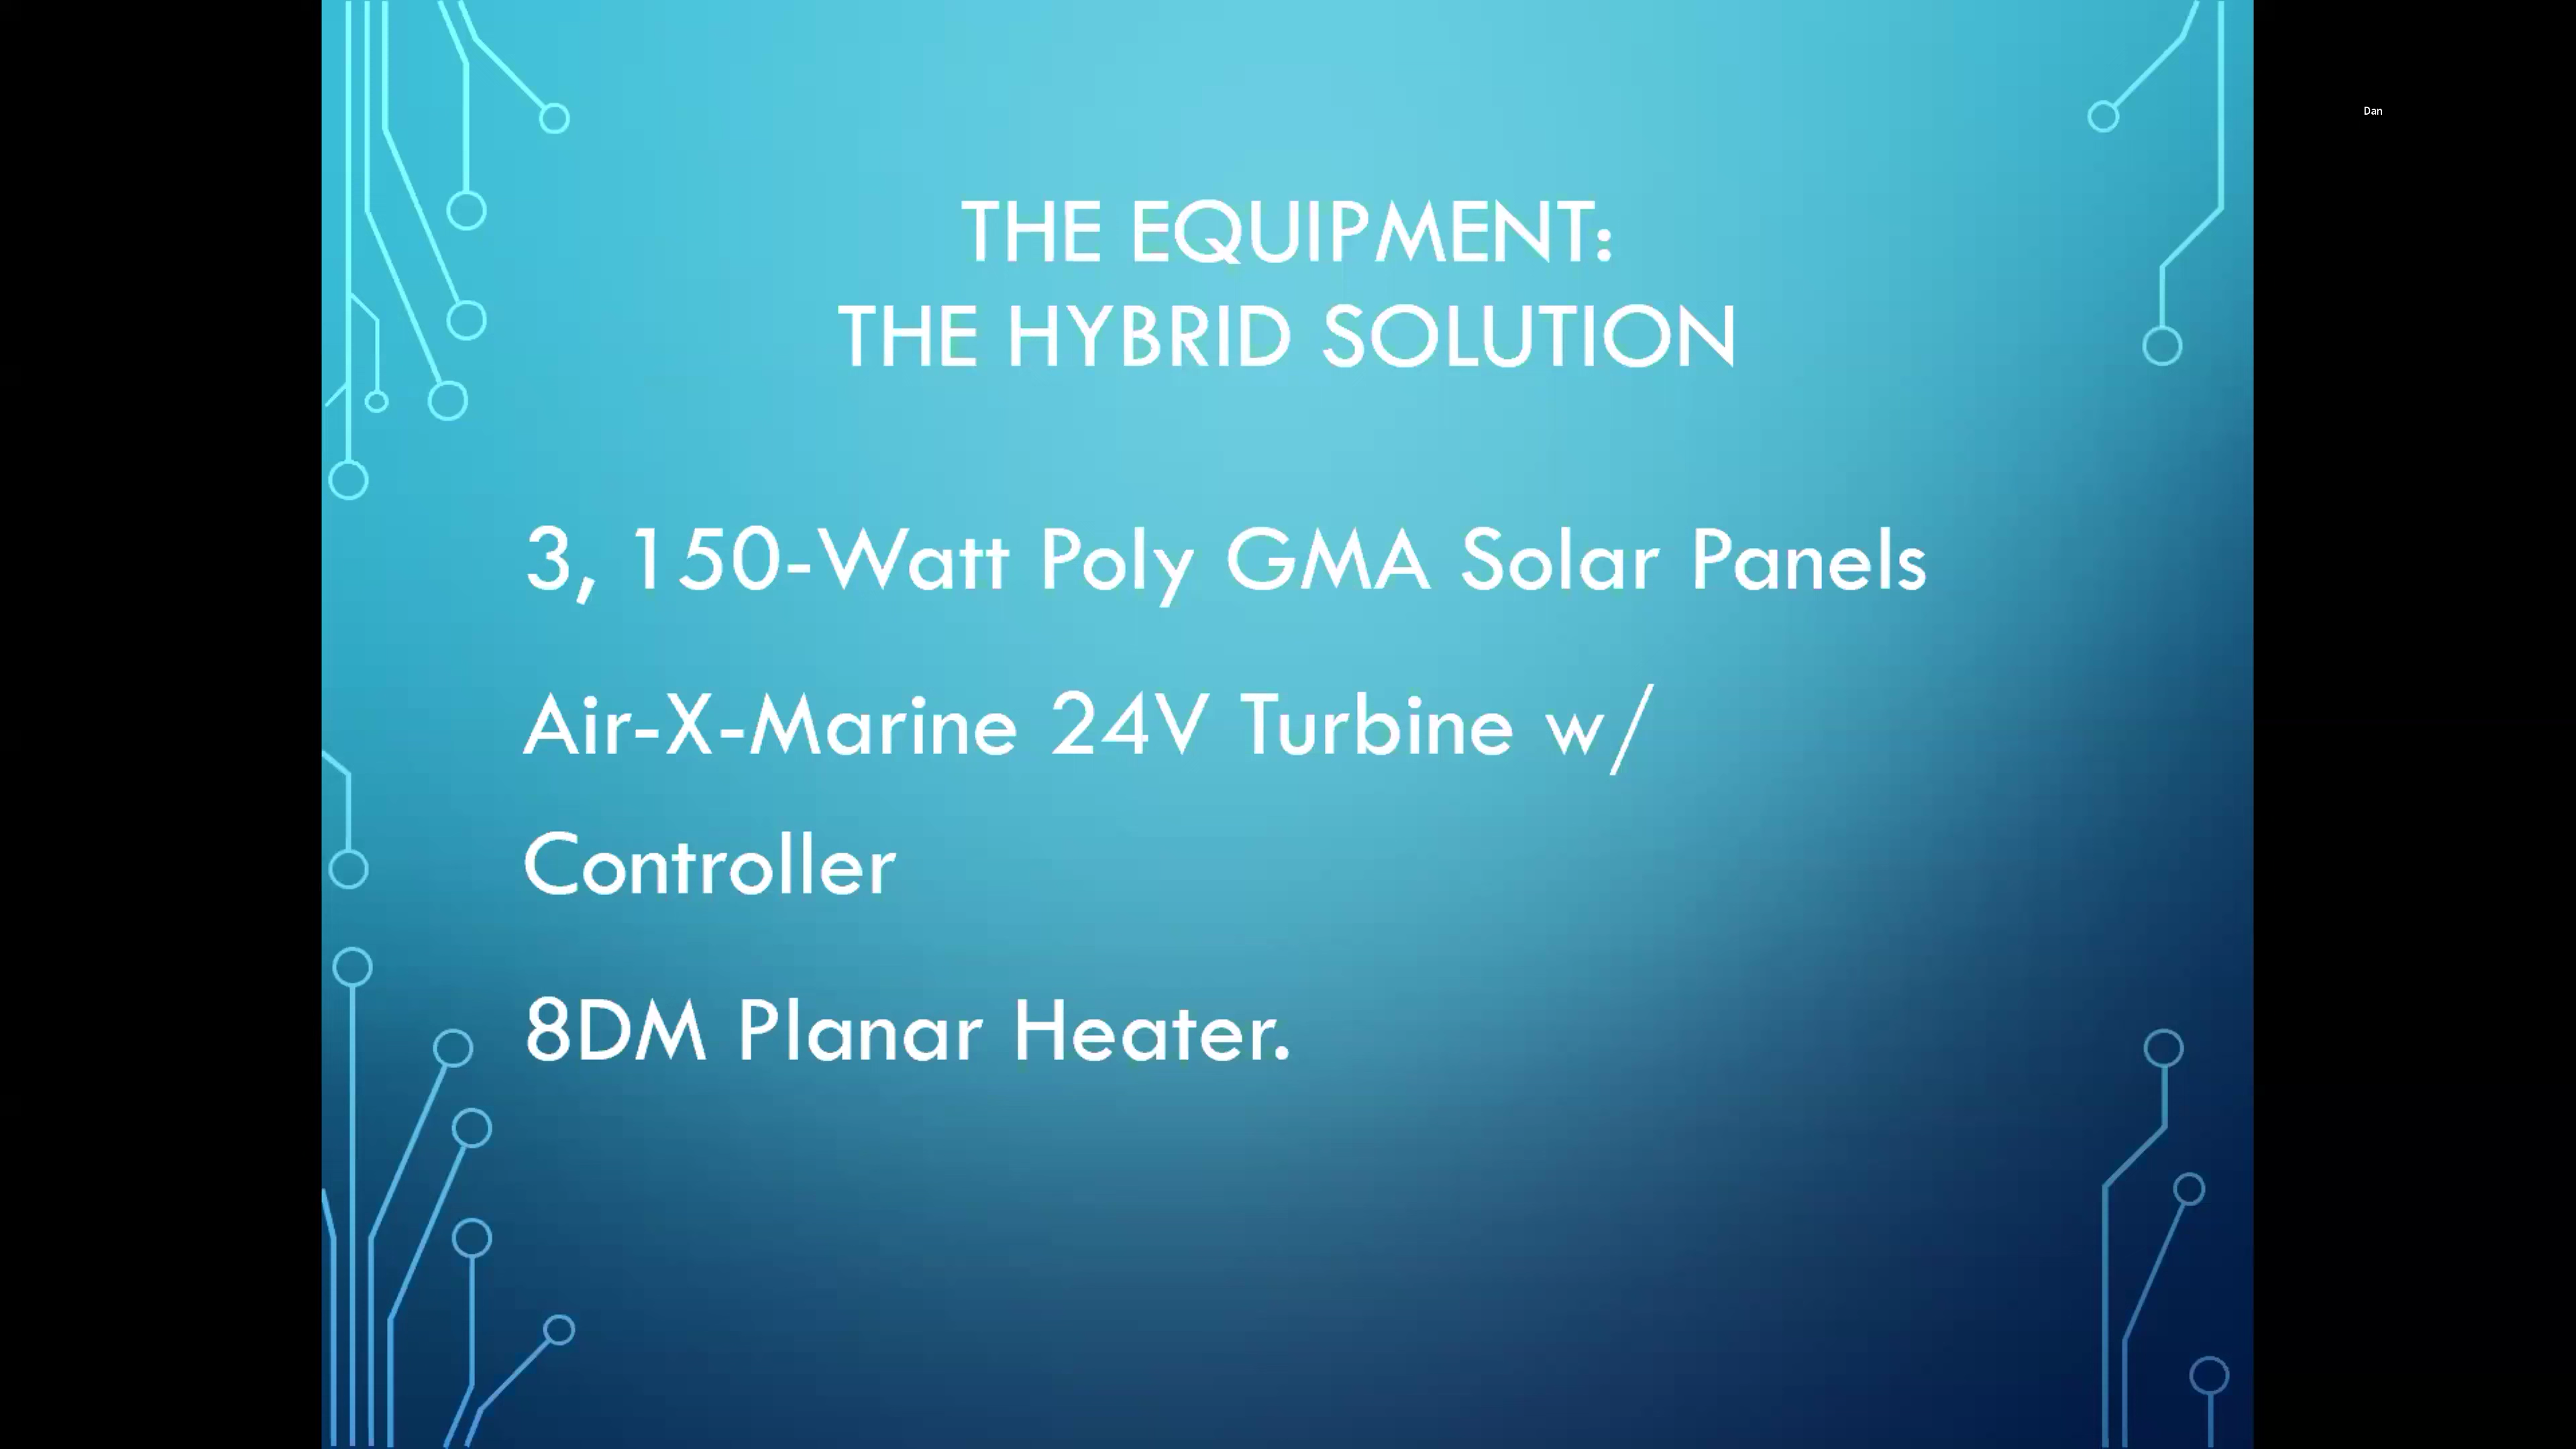 Dan
THE EQUIPMENT:
THE HYBRID SOLUTION
3, 150-Watt Poly GMA Solar Panels
Air-X-Marine 24V Turbine w/
Controller
8DM Planar Heater.